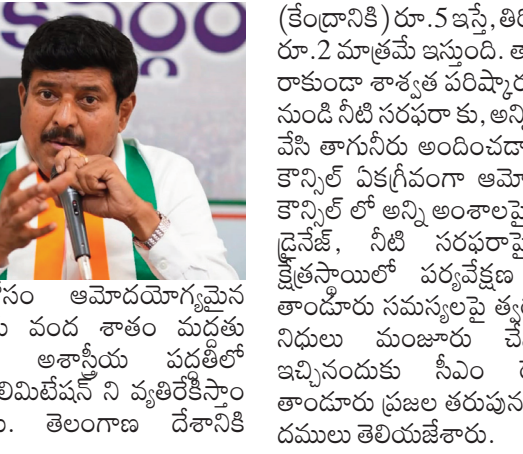 కాంగ్రెస్
ోసం ఆమోదయోగ్యమైన
ు వంద శాతం మద్దతు
అశాస్త్రీయ పద్ధతిలో
లిమిటేషన్ ని వ్యతిరేకిస్తాం
ు. తెలంగాణ దేశానికి
(కేంద్రానికి) రూ.5 ఇస్తే, తిరి
రూ.2 మాత్రమే ఇస్తుంది. తా
రాకుండా శాశ్వత పరిష్కార
నుండి నీటి సరఫరా కు, అన్ని
వేసి తాగునీరు అందించడా
కౌన్సిల్ ఏకగ్రీవంగా ఆమో
కౌన్సిల్ లో అన్ని అంశాలపై
డ్రైనేజ్, నీటి సరఫరాపై
క్షేత్రస్థాయిలో పర్యవేక్షణ
తాండూరు సమస్యలపై త్వరి
నిధులు మంజూరు చే
ఇచ్చినందుకు సీఎం రే
తాండూరు ప్రజల తరుపున
దములు తెలియజేశారు.